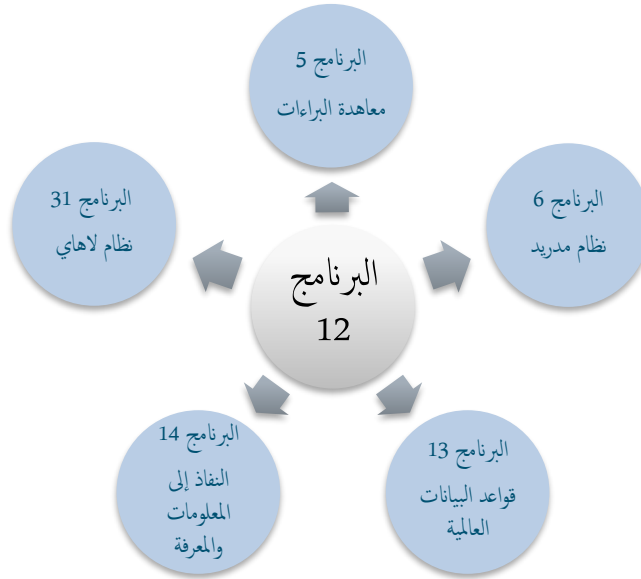 البرنامج 5
معاهدة البراءات
البرنامج 6
نظام مدريد
البرنامج 31
نظام لاهاي
البرنامج
12
البرنامج 13
قواعد البيانات
العالمية
البرنامج 14
النفاذ إلى
المعلومات
والمعرفة